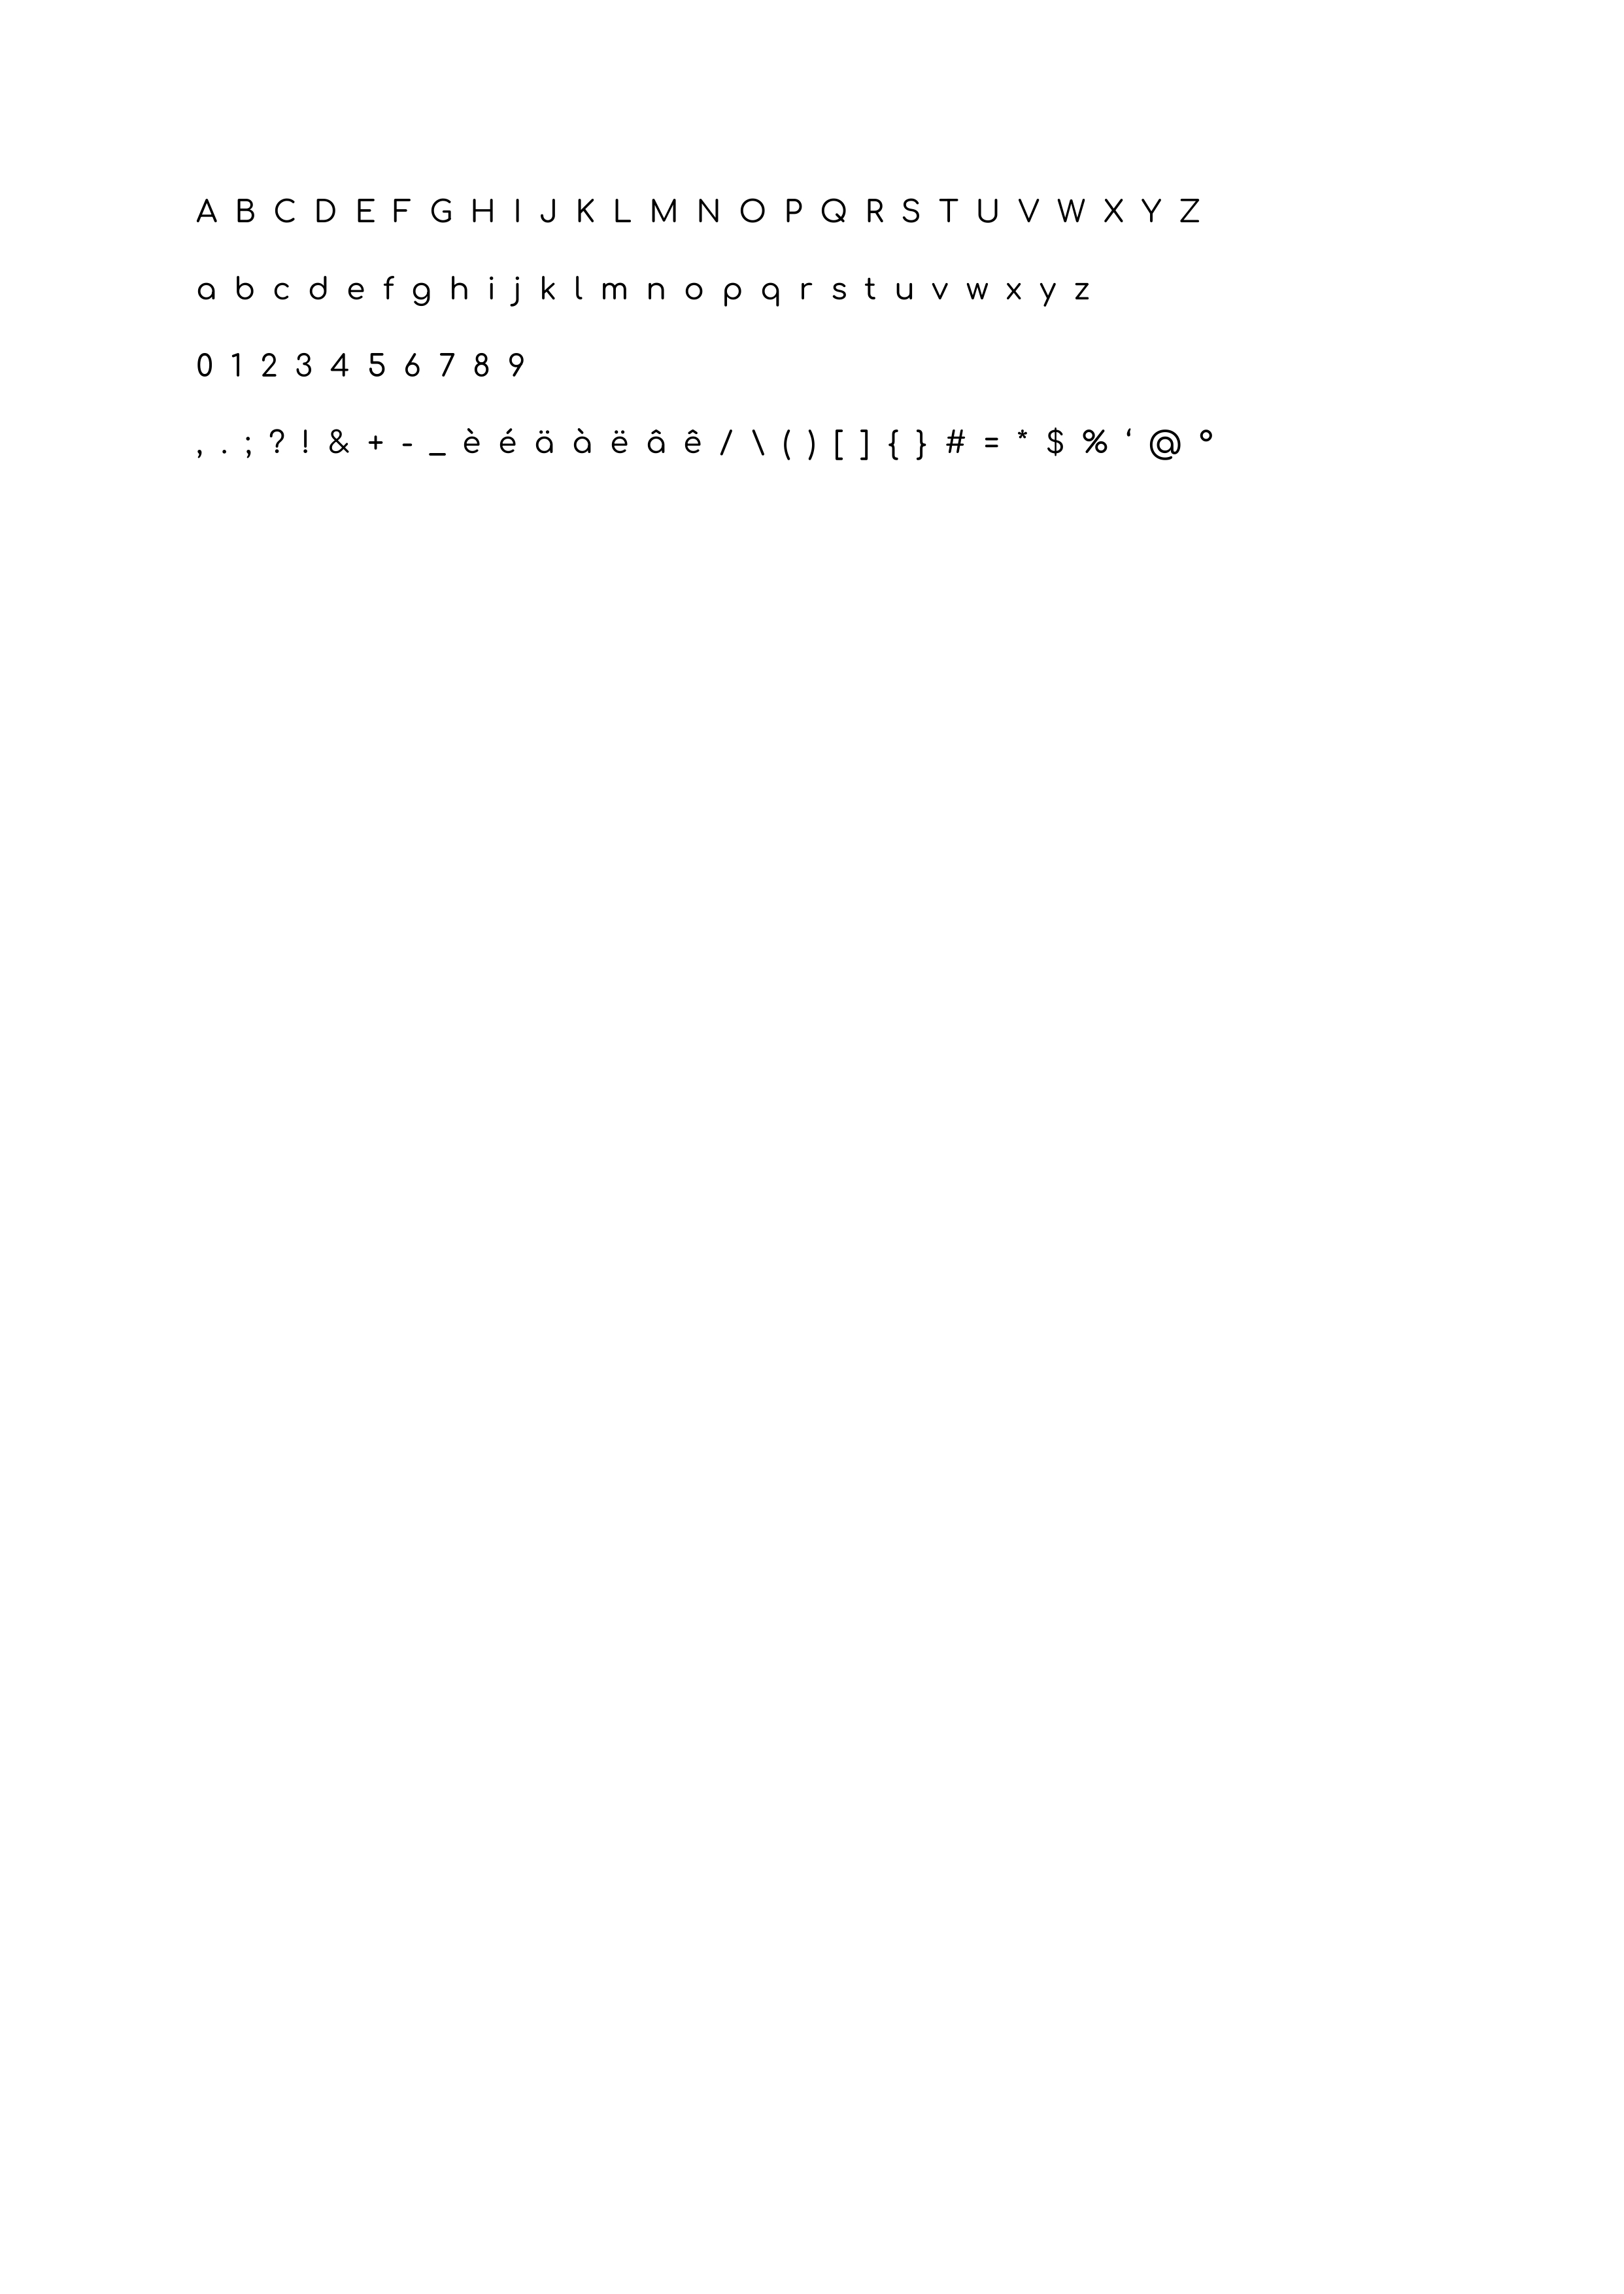 A B C D E F G H I J K L M N O P Q R S T U V W X Y Z
a b c d e f g h i j k l m n o p q r s t u v w x y z
0 1 2 3 4 5 6 7 8 9
, . ; ? ! & + - _ è é ä à ë â ê / \ ( ) [ ] { } # = * $ % ‘ @ °